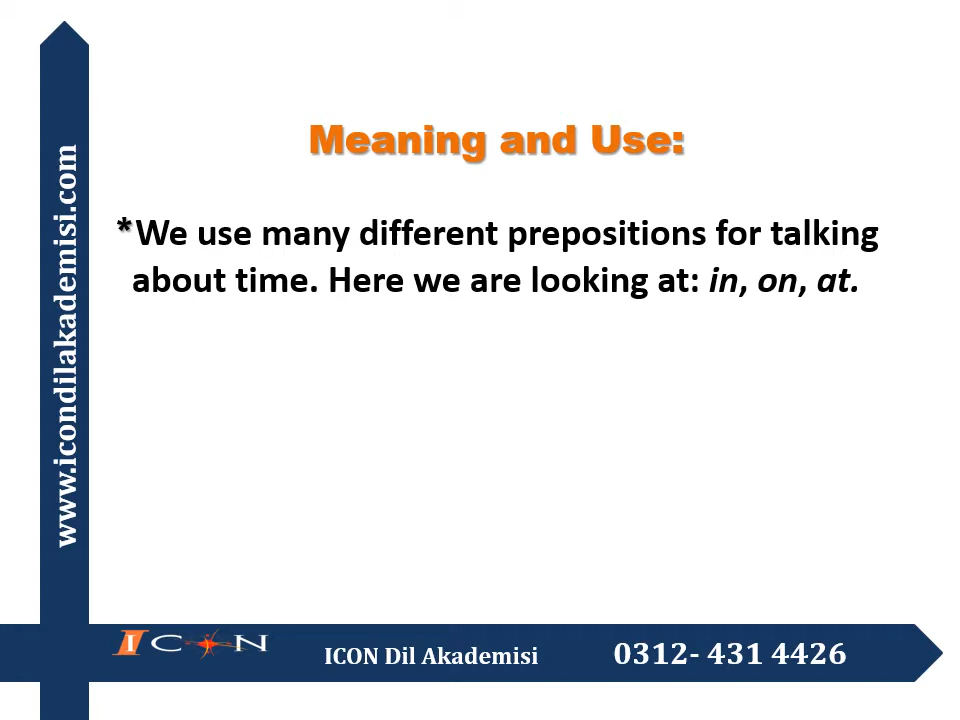 Meaning and Use:
*We use many different prepositions for talking
about time. Here we are looking at: in, on, at.
www.icondilakademisi.com
ICON
ICON Dil Akademisi
0312- 431 4426